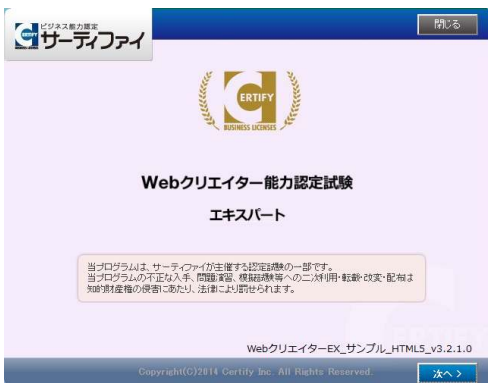 ビジネス能力認定
サーティファイ
閉じる
CERTIFY
BUSINESS LICENSES
Webクリエイター能力認定試験
エキスパート
当プログラムは、サーティファイが主催する認定試験の一部です。
当プログラムの不正な入手、問題演習、模擬試験等への二次利用・転載・改変・配布は
知的財産権の侵害にあたり、法律により罰せられます。
WebクリエイターEX_サンプル_HTML5_v3.2.1.0
Copyright(C)2014 Certify Inc. All Rights Reserved.
次へ >